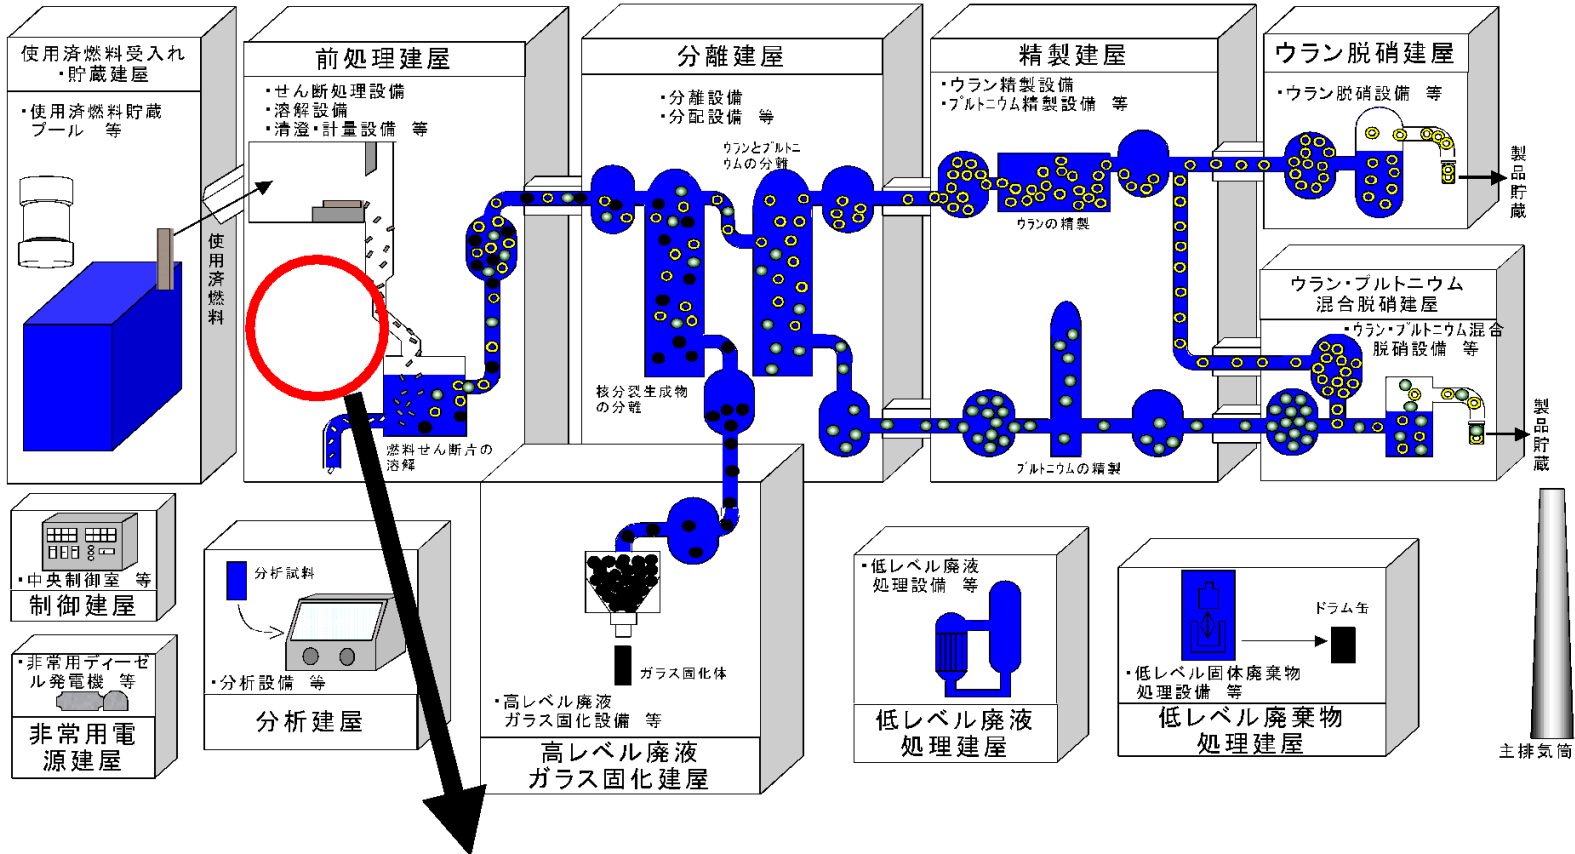 使用済燃料受入れ
・貯蔵建屋
・使用済燃料貯蔵
プール 等
使用済燃料
前処理建屋
・せん断処理設備
・溶解設備
・清澄・計量設備 等
燃料せん断片の
溶解
分離建屋
・分離設備
・分配設備 等
ウランとプルトニ
ウムの分離
核分裂生成物
の分離
精製建屋
・ウラン精製設備
・プルトニウム精製設備 等
ウランの精製
プルトニウムの精製
ウラン脱硝建屋
・ウラン脱硝設備 等
製品貯蔵
ウラン・プルトニウム
混合脱硝建屋
・ウラン・プルトニウム混合
脱硝設備 等
製品貯蔵
・中央制御室 等
制御建屋
・非常用ディーゼ
ル発電機 等
非常用電
源建屋
分析試料
・分析設備 等
分析建屋
ガラス固化体
・高レベル廃液
ガラス固化設備 等
高レベル廃液
ガラス固化建屋
・低レベル廃液
処理設備 等
低レベル廃液
処理建屋
ドラム缶
・低レベル固体廃棄物
処理設備 等
低レベル廃棄物
処理建屋
主排気筒